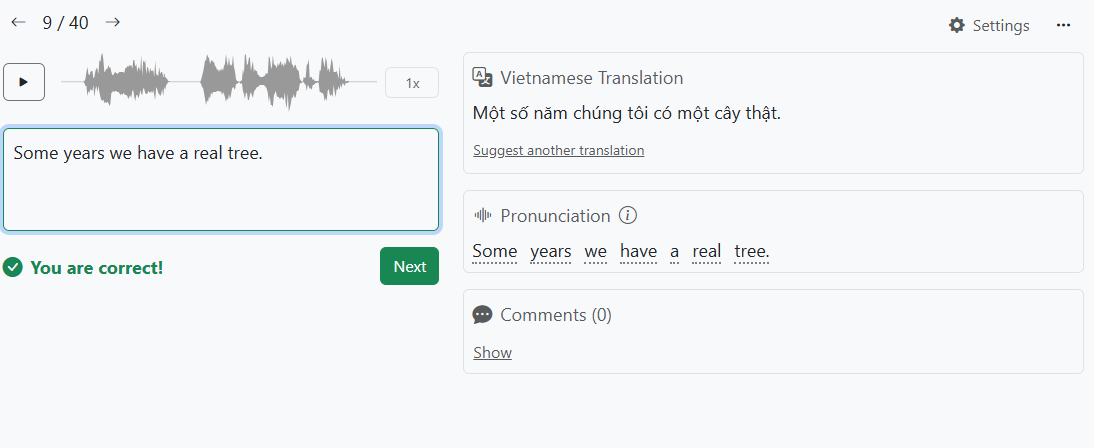 ← 9 / 40 →
Settings ...
1x
Some years we have a real tree.
You are correct!
Next
Vietnamese Translation
Một số năm chúng tôi có một cây thật.
Suggest another translation
Pronunciation
Some years we have a real tree.
Comments (0)
Show